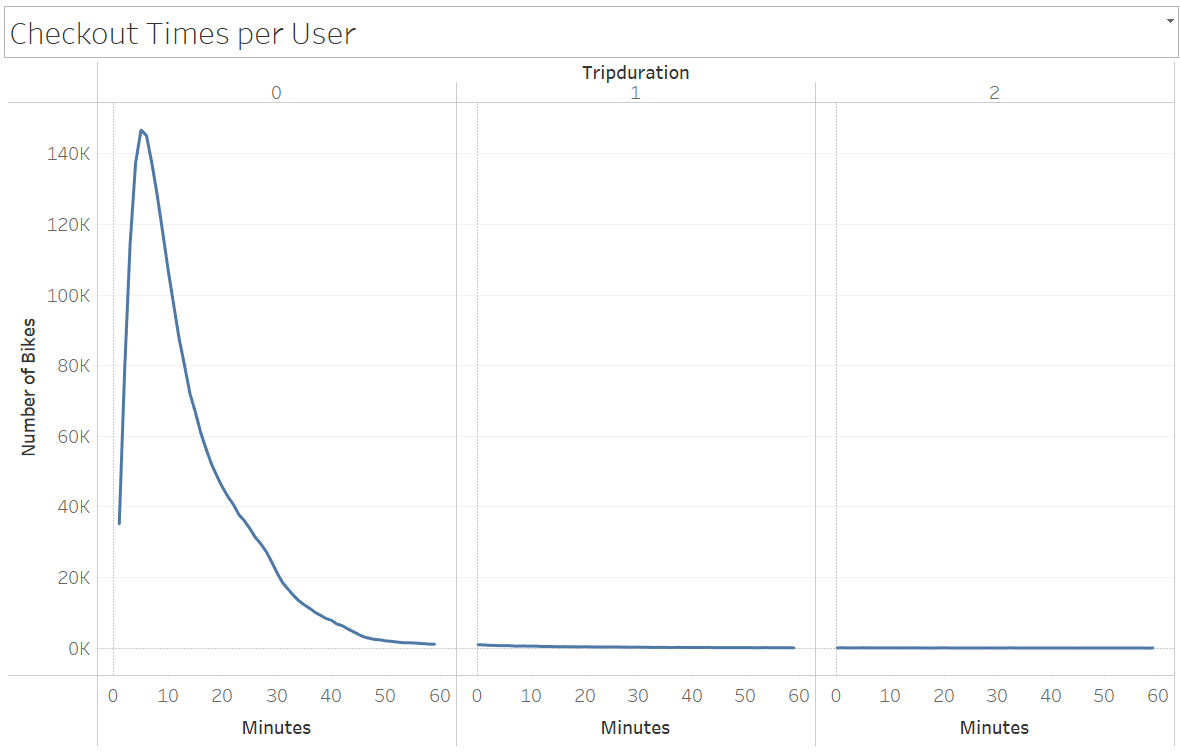 Checkout Times per User
Tripduration
0 1 2
Number of Bikes
140K
120K
100K
80K
60K
40K
20K
0K
0 10 20 30 40 50 60 0 10 20 30 40 50 60 0 10 20 30 40 50 60
Minutes Minutes Minutes